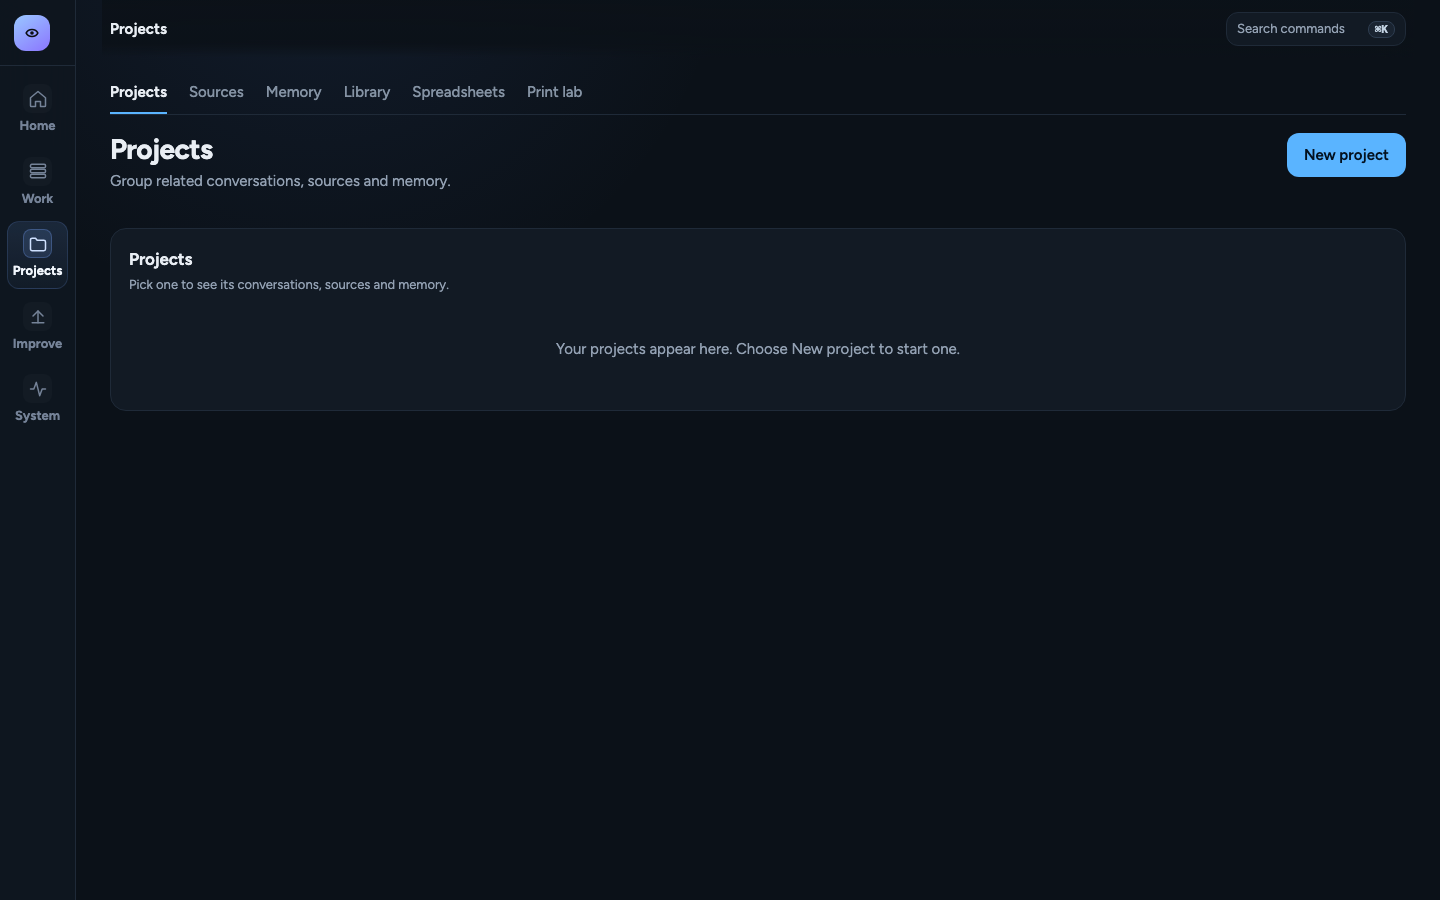 Projects
Search commands ⌘K
Projects Sources Memory Library Spreadsheets Print lab
Home
Work
Projects
Improve
System
Projects
Group related conversations, sources and memory.
New project
Projects
Pick one to see its conversations, sources and memory.
Your projects appear here. Choose New project to start one.